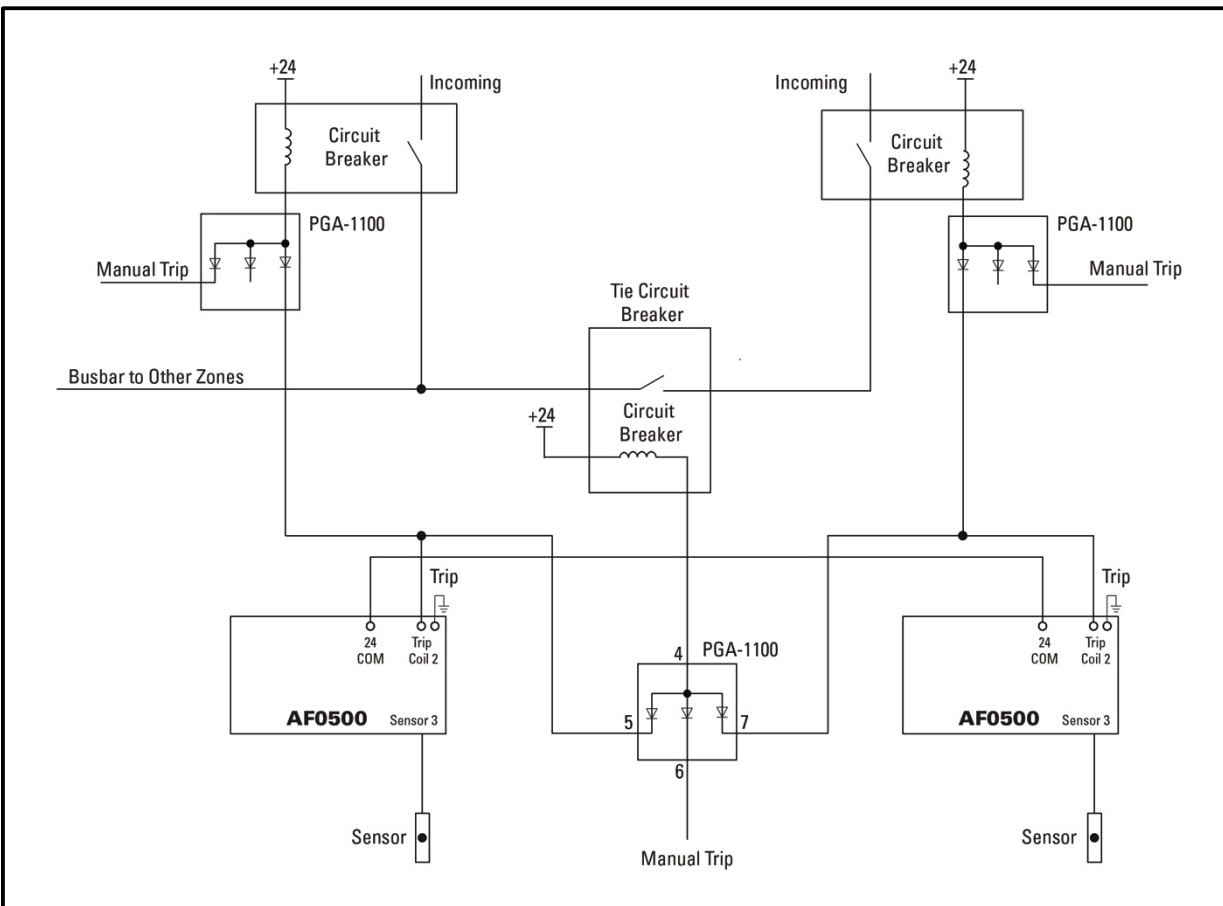 +24
Incoming
Circuit
Breaker
PGA-1100
Manual Trip
Incoming
+24
Circuit
Breaker
PGA-1100
Manual Trip
Tie Circuit
Breaker
Busbar to Other Zones
+24
Circuit
Breaker
Trip
24
COM
Trip
Coil 2
AF0500
Sensor 3
Sensor
4
PGA-1100
5
7
6
Manual Trip
Trip
24
COM
Trip
Coil 2
AF0500
Sensor 3
Sensor